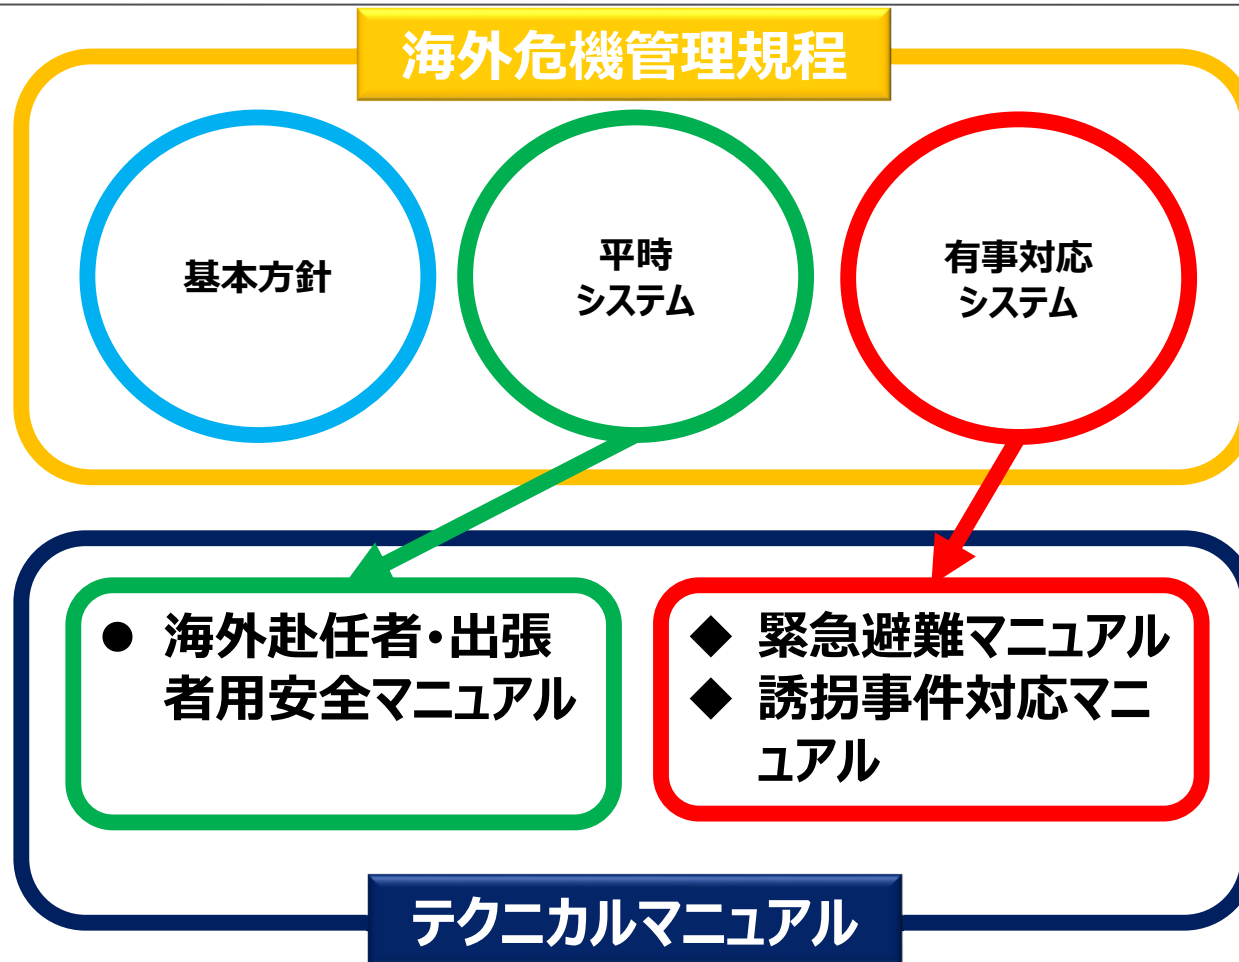 海外危機管理規程
基本方針
平時
システム
有事対応
システム
● 海外赴任者・出張
者用安全マニュアル
◆ 緊急避難マニュアル
◆ 誘拐事件対応マニ
ュアル
テクニカルマニュアル